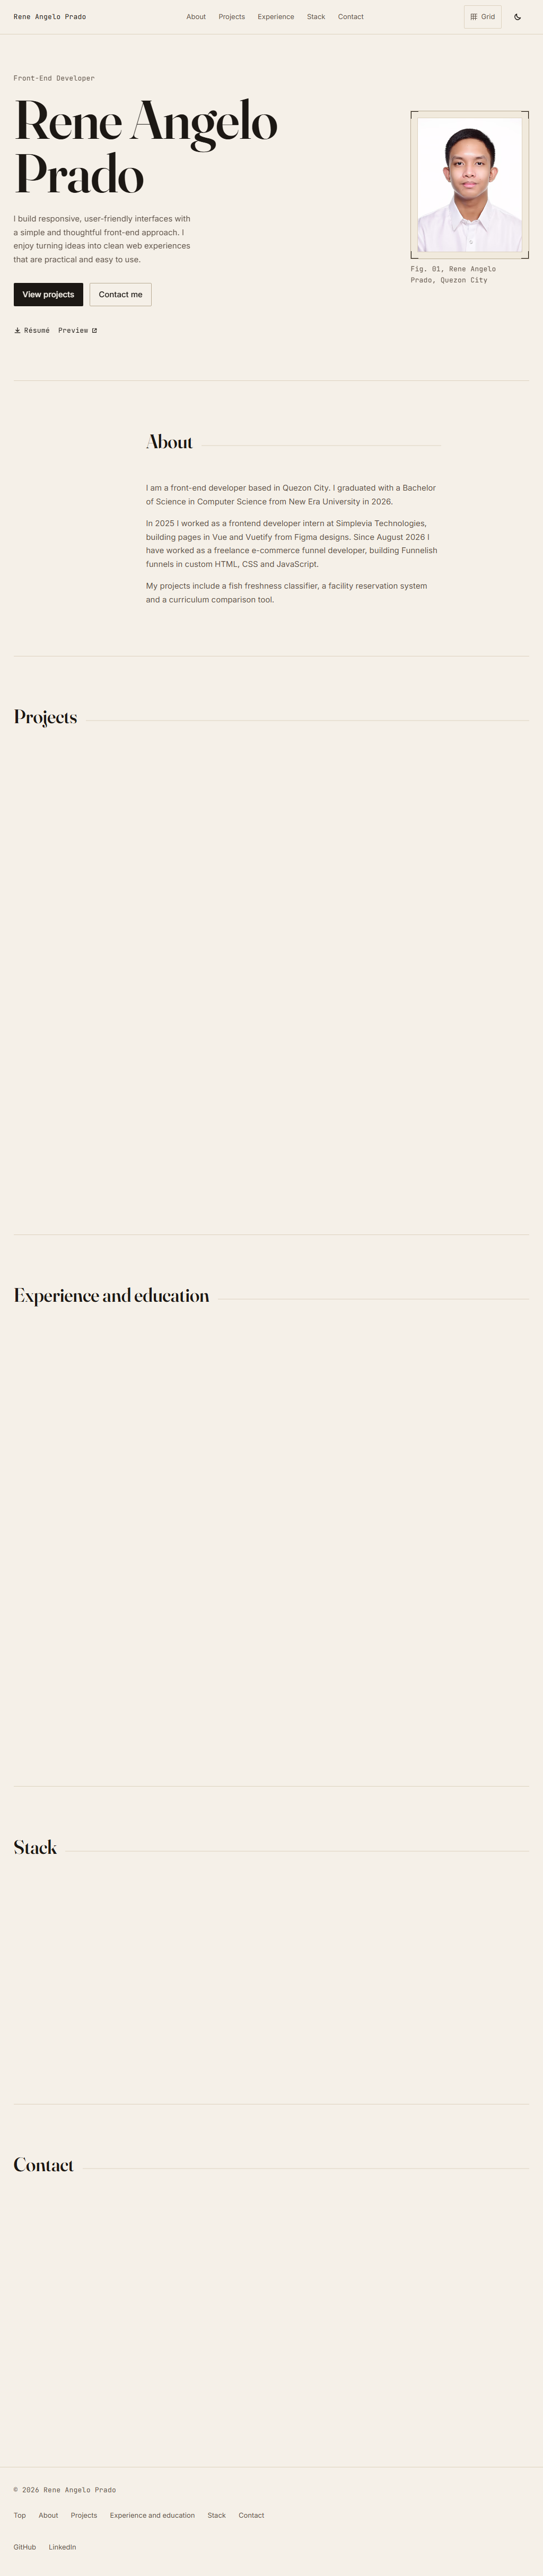 Rene Angelo Prado
About
Projects
Experience
Stack
Contact
Grid
Front-End Developer
Rene Angelo
Prado
I build responsive, user-friendly interfaces with
a simple and thoughtful front-end approach. I
enjoy turning ideas into clean web experiences
that are practical and easy to use.
View projects
Contact me
Résumé
Preview
Fig. 01, Rene Angelo
Prado, Quezon City
About
I am a front-end developer based in Quezon City. I graduated with a Bachelor
of Science in Computer Science from New Era University in 2026.
In 2025 I worked as a frontend developer intern at Simplevia Technologies,
building pages in Vue and Vuetify from Figma designs. Since August 2026 I
have worked as a freelance e-commerce funnel developer, building Funnelish
funnels in custom HTML, CSS and JavaScript.
My projects include a fish freshness classifier, a facility reservation system
and a curriculum comparison tool.
Projects
Experience and education
Stack
Contact
© 2026 Rene Angelo Prado
Top
About
Projects
Experience and education
Stack
Contact
GitHub
LinkedIn